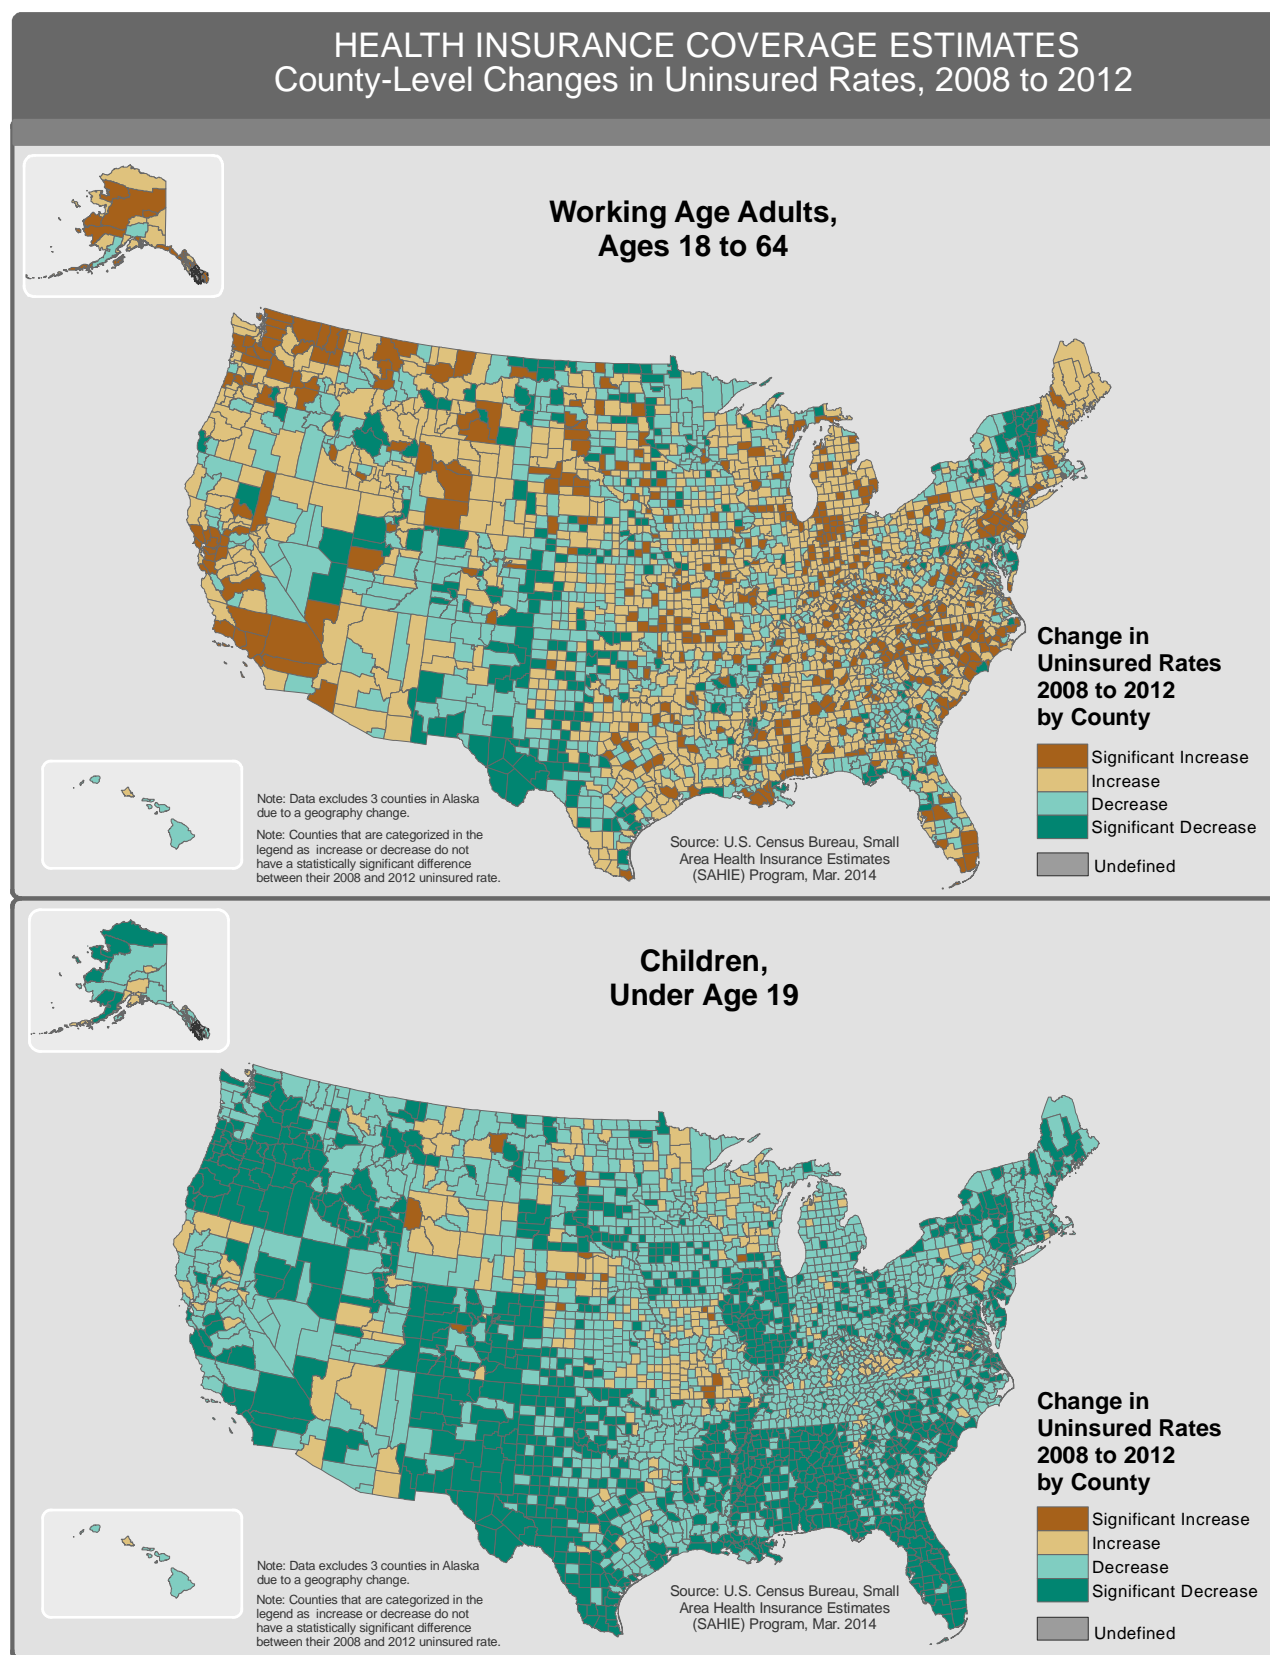 HEALTH INSURANCE COVERAGE ESTIMATES
County-Level Changes in Uninsured Rates, 2008 to 2012
Working Age Adults,
Ages 18 to 64
Change in
Uninsured Rates
2008 to 2012
by County
Significant Increase
Increase
Decrease
Significant Decrease
Undefined
Note: Data excludes 3 counties in Alaska
due to a geography change.
Note: Counties that are categorized in the
legend as increase or decrease do not
have a statistically significant difference
between their 2008 and 2012 uninsured rate.
Source: U.S. Census Bureau, Small
Area Health Insurance Estimates
(SAHIE) Program, Mar. 2014
Children,
Under Age 19
Change in
Uninsured Rates
2008 to 2012
by County
Significant Increase
Increase
Decrease
Significant Decrease
Undefined
Note: Data excludes 3 counties in Alaska
due to a geography change.
Note: Counties that are categorized in the
legend as increase or decrease do not
have a statistically significant difference
between their 2008 and 2012 uninsured rate.
Source: U.S. Census Bureau, Small
Area Health Insurance Estimates
(SAHIE) Program, Mar. 2014